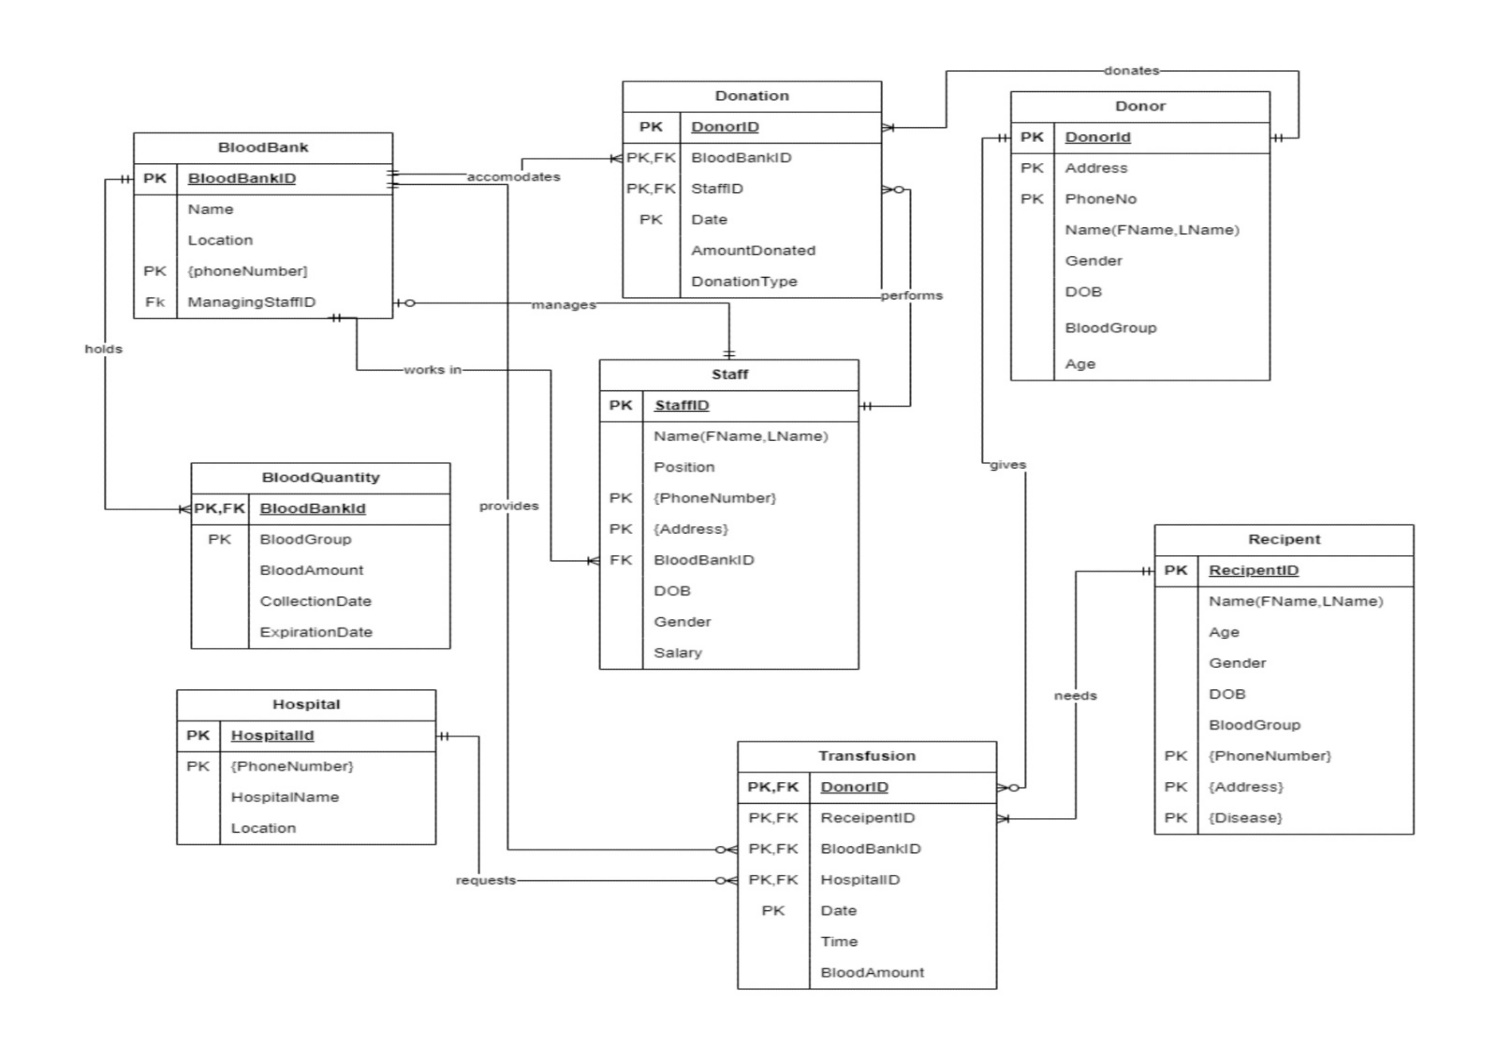 donates
Donation
PK DonorID
PK,FK BloodBankID
PK,FK StaffID
PK Date
AmountDonated
DonationType
Donor
PK DonorId
PK Address
PK PhoneNo
Name(FName,LName)
Gender
DOB
BloodGroup
Age
BloodBank
PK BloodBankID
Name
Location
PK {phoneNumber]
Fk ManagingStaffID
accomodates
performs
manages
holds
works in
gives
provides
Staff
PK StaffID
Name(FName,LName)
Position
PK {PhoneNumber}
PK {Address}
FK BloodBankID
DOB
Gender
Salary
BloodQuantity
PK,FK BloodBankId
PK BloodGroup
BloodAmount
CollectionDate
ExpirationDate
Recipent
PK RecipentID
Name(FName,LName)
Age
Gender
DOB
BloodGroup
PK {PhoneNumber}
PK {Address}
PK {Disease}
needs
Hospital
PK HospitalId
PK {PhoneNumber}
HospitalName
Location
requests
Transfusion
PK,FK DonorID
PK,FK ReceipentID
PK,FK BloodBankID
PK,FK HospitalID
PK Date
Time
BloodAmount